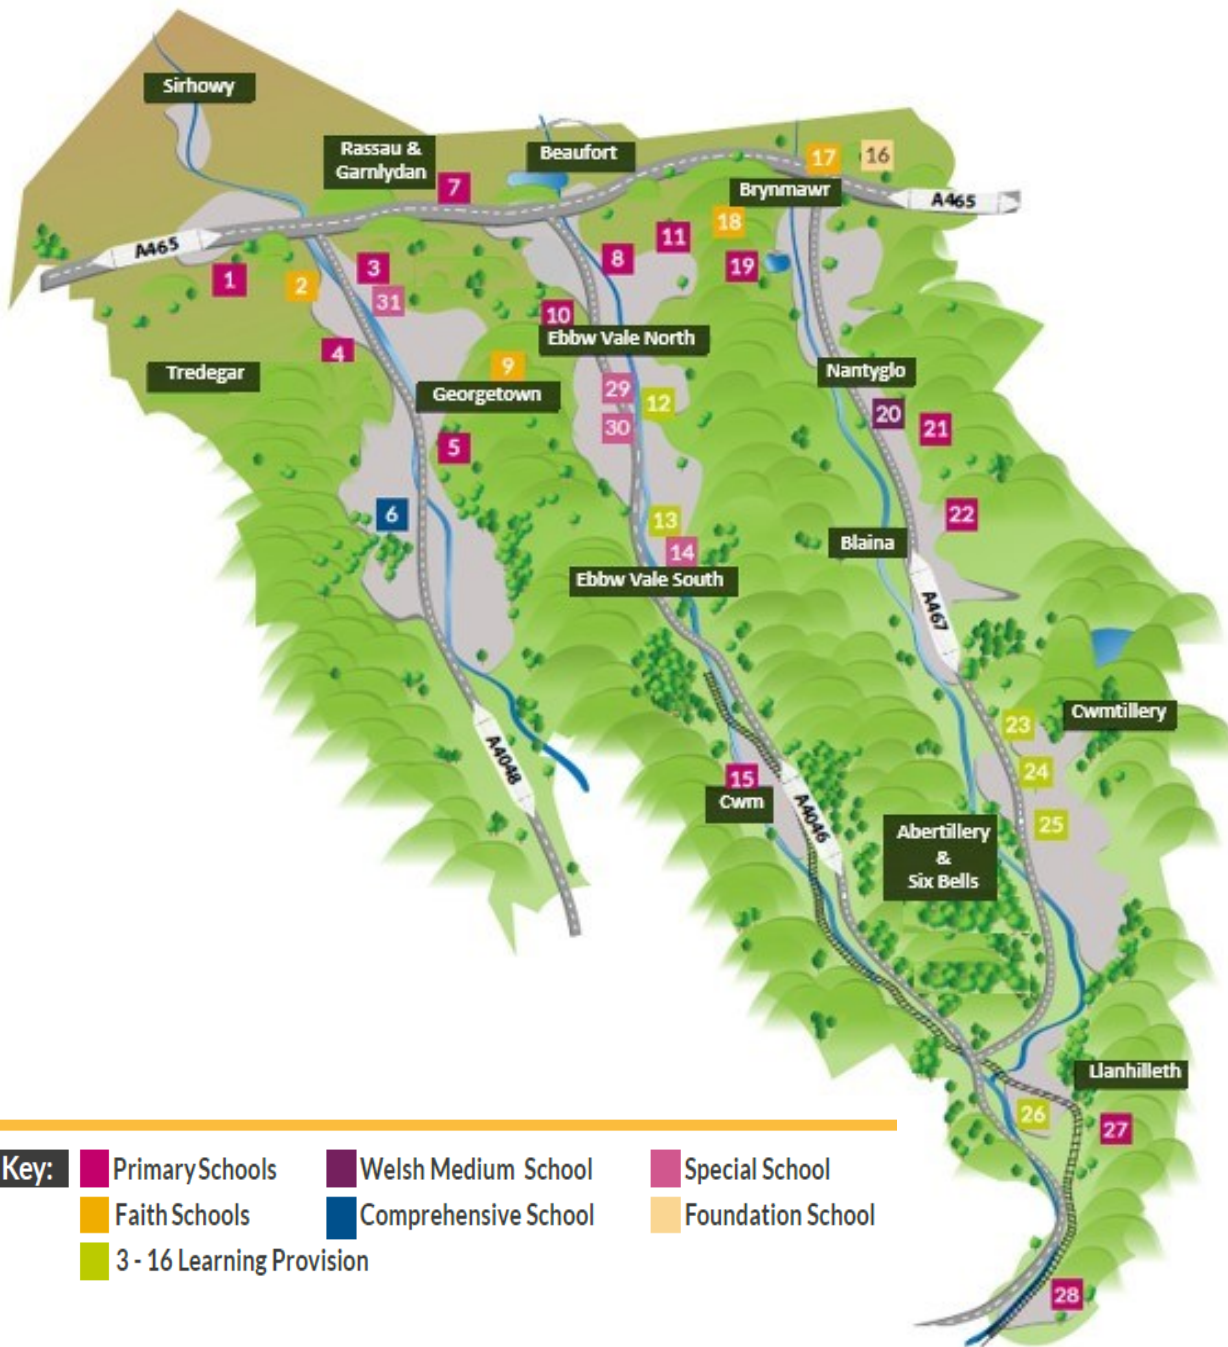 Sirhowy
Rassau &
Garnlydan
Beaufort
17
16
7
Brynmawr
A465
18
A465
11
8
3
19
1
2
31
10
Ebbw Vale North
4
9
Tredegar
Nantyglo
29
Georgetown
12
20
30
21
5
6
13
22
14
Blaina
Ebbw Vale South
A467
Cwmtillery
23
A4048
24
15
Cwm
A4046
25
Abertillery
&
Six Bells
Llanhilleth
26
27
Key:
Primary Schools
Welsh Medium School
Special School
Faith Schools
Comprehensive School
Foundation School
3 - 16 Learning Provision
28